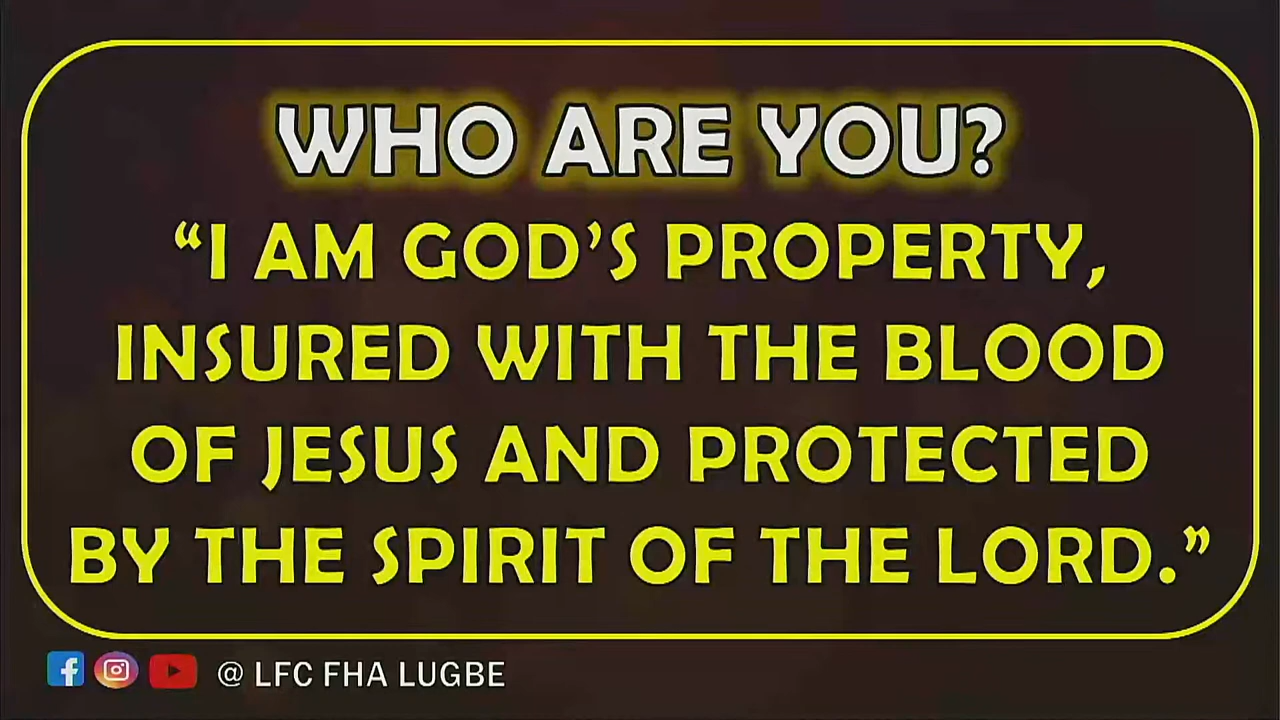 WHO ARE YOU?
“I AM GOD’S PROPERTY,
INSURED WITH THE BLOOD
OF JESUS AND PROTECTED
BY THE SPIRIT OF THE LORD.”
@ LFC FHA LUGBE